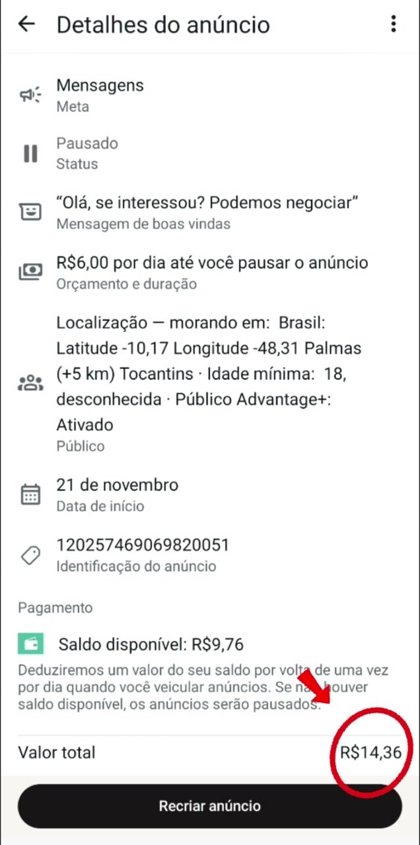 Detalhes do anúncio
Mensagens
Meta
Pausado
Status
“Olá, se interessou? Podemos negociar”
Mensagem de boas vindas
R$6,00 por dia até você pausar o anúncio
Orçamento e duração
Localização — morando em:  Brasil:
Latitude -10,17 Longitude -48,31 Palmas
(+5 km) Tocantins · Idade mínima:  18,
desconhecida · Público Advantage+:
Ativado
Público
21 de novembro
Data de início
120257469069820051
Identificação do anúncio
Pagamento
Saldo disponível: R$9,76
Deduziremos um valor do seu saldo por volta de uma vez
por dia quando você veicular anúncios. Se não houver
saldo disponível, os anúncios serão pausados.
Valor total R$14,36
Recriar anúncio